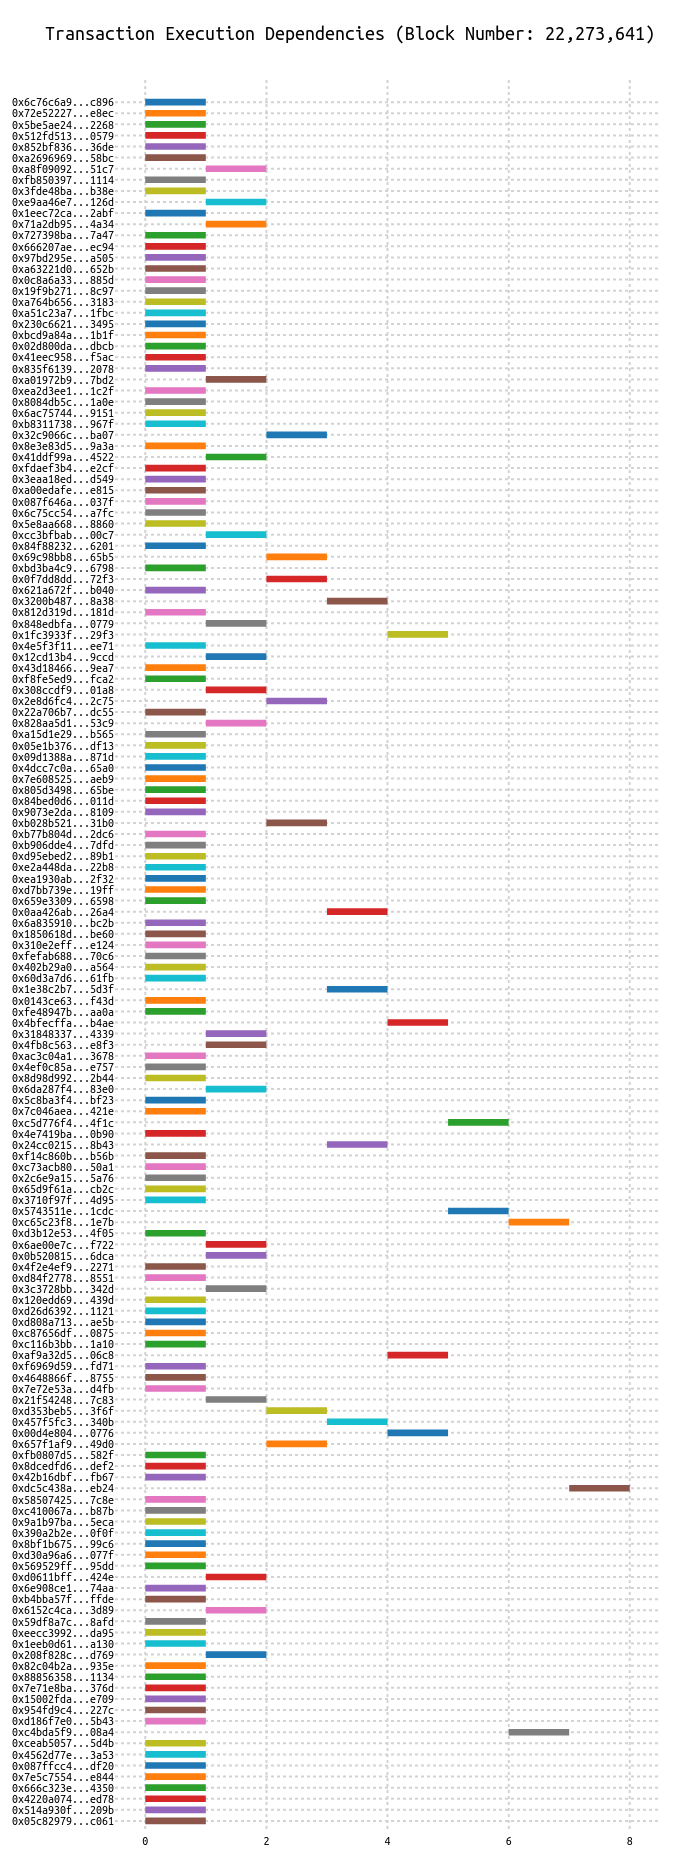 Transaction Execution Dependencies (Block Number: 22,273,641)
0x6c76c6a9...c896
0x72e52227...e8ec
0x5be5ae24...2268
0x512fd513...0579
0x852bf836...36de
0xa2696969...58bc
0xa8f09092...51c7
0xfb850397...1114
0x3fde48ba...b38e
0xe9aa46e7...126d
0x1eec72ca...2abf
0x71a2db95...4a34
0x727398ba...7a47
0x666207ae...ec94
0x97bd295e...a505
0xa63221d0...652b
0x0c8a6a33...885d
0x19f9b271...8c97
0xa764b656...3183
0xa51c23a7...1fbc
0x230c6621...3495
0xbcd9a84a...1b1f
0x02d800da...dbcb
0x41eec958...f5ac
0x835f6139...2078
0xa01972b9...7bd2
0xea2d3ee1...1c2f
0x8084db5c...1a0e
0x6ac75744...9151
0xb8311738...967f
0x32c9066c...ba07
0x8e3e83d5...9a3a
0x41ddf99a...4522
0xfdaef3b4...e2cf
0x3eaa18ed...d549
0xa00edafe...e815
0x087f646a...037f
0x6c75cc54...a7fc
0x5e8aa668...8860
0xcc3bfbab...00c7
0x84f88232...6201
0x69c98bb8...65b5
0xbd3ba4c9...6798
0x0f7dd8dd...72f3
0x621a672f...b040
0x3200b487...8a38
0x812d319d...181d
0x848edbfa...0779
0x1fc3933f...29f3
0x4e5f3f11...ee71
0x12cd13b4...9ccd
0x43d18466...9ea7
0xf8fe5ed9...fca2
0x308ccdf9...01a8
0x2e8d6fc4...2c75
0x22a706b7...dc55
0x828aa5d1...53c9
0xa15d1e29...b565
0x05e1b376...df13
0x09d1388a...871d
0x4dcc7c0a...65a0
0x7e608525...aeb9
0x805d3498...65be
0x84bed0d6...011d
0x9073e2da...8109
0xb028b521...31b0
0xb77b804d...2dc6
0xb906dde4...7dfd
0xd95ebed2...89b1
0xe2a448da...22b8
0xea1930ab...2f32
0xd7bb739e...19ff
0x659e3309...6598
0x0aa426ab...26a4
0x6a835910...bc2b
0x1850618d...be60
0x310e2eff...e124
0xfefab688...70c6
0x402b29a0...a564
0x60d3a7d6...61fb
0x1e38c2b7...5d3f
0x0143ce63...f43d
0xfe48947b...aa0a
0x4bfecffa...b4ae
0x31848337...4339
0x4fb8c563...e8f3
0xac3c04a1...3678
0x4ef0c85a...e757
0x8d98d992...2b44
0x6da287f4...83e0
0x5c8ba3f4...bf23
0x7c046aea...421e
0xc5d776f4...4f1c
0x4e7419ba...0b90
0x24cc0215...8b43
0xf14c860b...b56b
0xc73acb80...50a1
0x2c6e9a15...5a76
0x65d9f61a...cb2c
0x3710f97f...4d95
0x5743511e...1cdc
0xc65c23f8...1e7b
0xd3b12e53...4f05
0x6ae00e7c...f722
0x0b520815...6dca
0x4f2e4ef9...2271
0xd84f2778...8551
0x3c3728bb...342d
0x120edd69...439d
0xd26d6392...1121
0xd808a713...ae5b
0xc87656df...0875
0xc116b3bb...1a10
0xaf9a32d5...06c8
0xf6969d59...fd71
0x4648866f...8755
0x7e72e53a...d4fb
0x21f54248...7c83
0xd353beb5...3f6f
0x457f5fc3...340b
0x00d4e804...0776
0x657f1af9...49d0
0xfb0807d5...582f
0x8dcedfd6...def2
0x42b16dbf...fb67
0xdc5c438a...eb24
0x58507425...7c8e
0xc410067a...b87b
0x9a1b97ba...5eca
0x390a2b2e...0f0f
0x8bf1b675...99c6
0xd30a96a6...077f
0x569529ff...95dd
0xd0611bff...424e
0x6e908ce1...74aa
0xb4bba57f...ffde
0x6152c4ca...3d89
0x59df8a7c...8afd
0xeecc3992...da95
0x1eeb0d61...a130
0x208f828c...d769
0x82c04b2a...935e
0x88856358...1134
0x7e71e8ba...376d
0x15002fda...e709
0x954fd9c4...227c
0xd186f7e0...5b43
0xc4bda5f9...08a4
0xceab5057...5d4b
0x4562d77e...3a53
0x087ffcc4...df20
0x7e5c7554...e844
0x666c323e...4350
0x4220a074...ed78
0x514a930f...209b
0x05c82979...c061
0 2 4 6 8